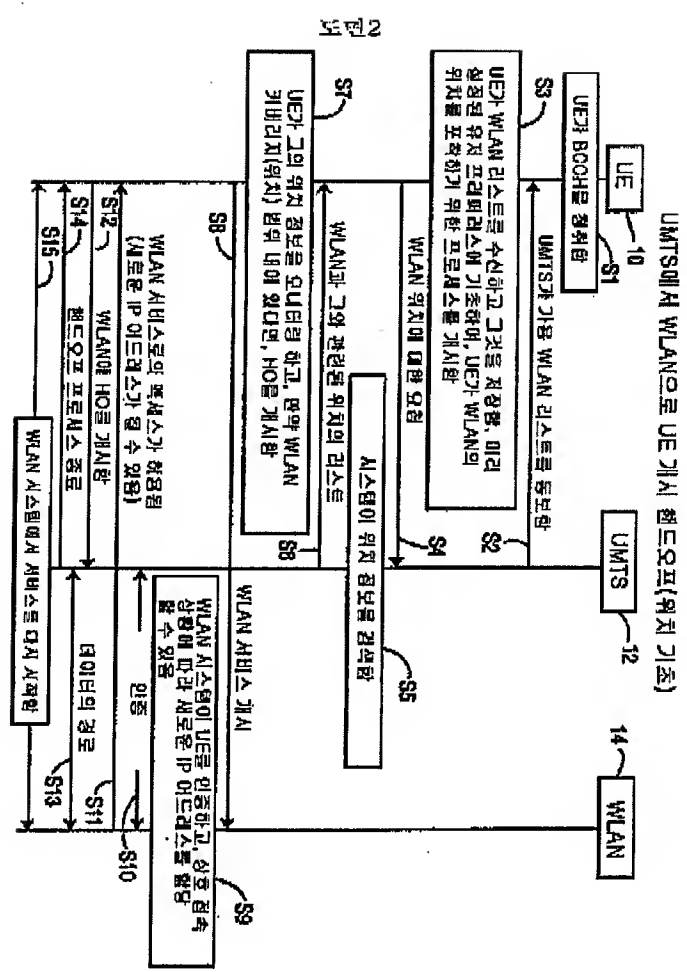 도면2
UMTS에서 WLAN으로 UE 개시 핸드오프(위치 기초)
UE
10
UMTS
12
WLAN
14
UE가 BCCH를 청취함
S1
UMTS가 가용 WLAN 리스트를 통보함
S2
S3
UE가 WLAN 리스트를 수신하고 그것을 저장함, 미리
설정된 유저 프리퍼런스에 기초하여, UE가 WLAN의
위치를 포착하기 위한 프로세스를 개시함
WLAN 위치에 대한 요청
S4
시스템이 위치 정보를 검색함
S5
WLAN과 그와 관련된 위치의 리스트
S6
S7
UE가 그의 위치 정보를 모니터링 하고, 만약 WLAN
커버리지(위치) 범위 내에 있다면, HO를 개시함
WLAN 서비스 개시
S8
WLAN 시스템이 UE를 인증하고, 상호 접속
상황에 따라 새로운 IP 어드레스를 할당
할 수 있음
S9
인증
S10
WLAN 서비스로의 액세스가 허용됨
(새로운 IP 어드레스가 될 수 있음)
S11
S12
WLAN에 HO를 개시함
데이터의 경로
S13
S14
핸드오프 프로세스 종료
S15
WLAN 시스템에서 서비스를 다시 시작함